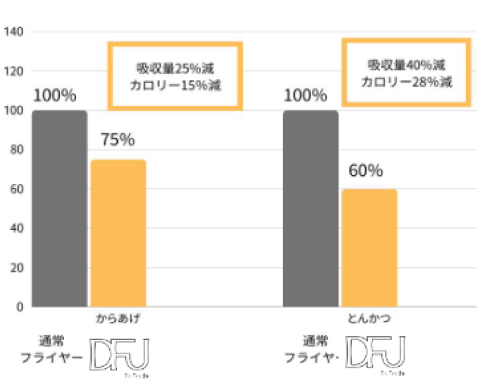 140
120
100
80
60
40
20
0
吸収量25%減
カロリー15%減
吸収量40%減
カロリー28%減
100%
75%
100%
60%
からあげ
とんかつ
通常
フライヤー
DFJ
通常
フライヤ
DFJ